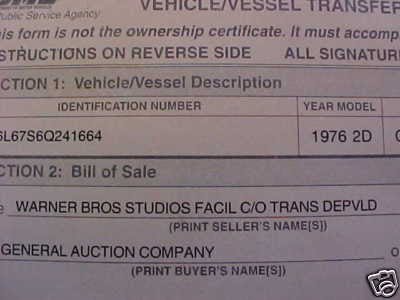 Public Service Agency
VEHICLE/VESSEL TRANSFER
his form is not the ownership certificate. It must accomp
STRUCTIONS ON REVERSE SIDE ALL SIGNATUR
CTION 1: Vehicle/Vessel Description
IDENTIFICATION NUMBER YEAR MODEL
6L67S6Q241664 1976 2D
CTION 2: Bill of Sale
e WARNER BROS STUDIOS FACIL C/O TRANS DEPVLD
(PRINT SELLER'S NAME[S])
GENERAL AUCTION COMPANY
(PRINT BUYER'S NAME[S])